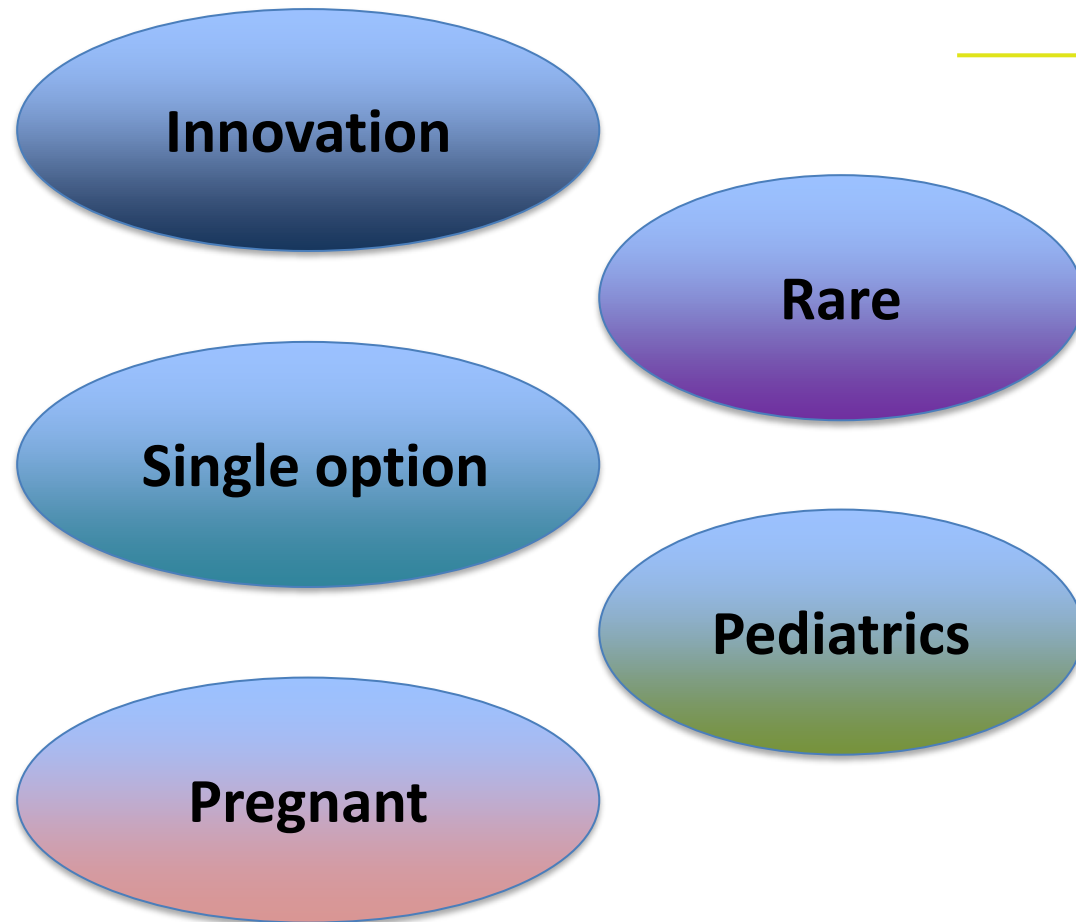 Innovation
Rare
Single option
Pediatrics
Pregnant